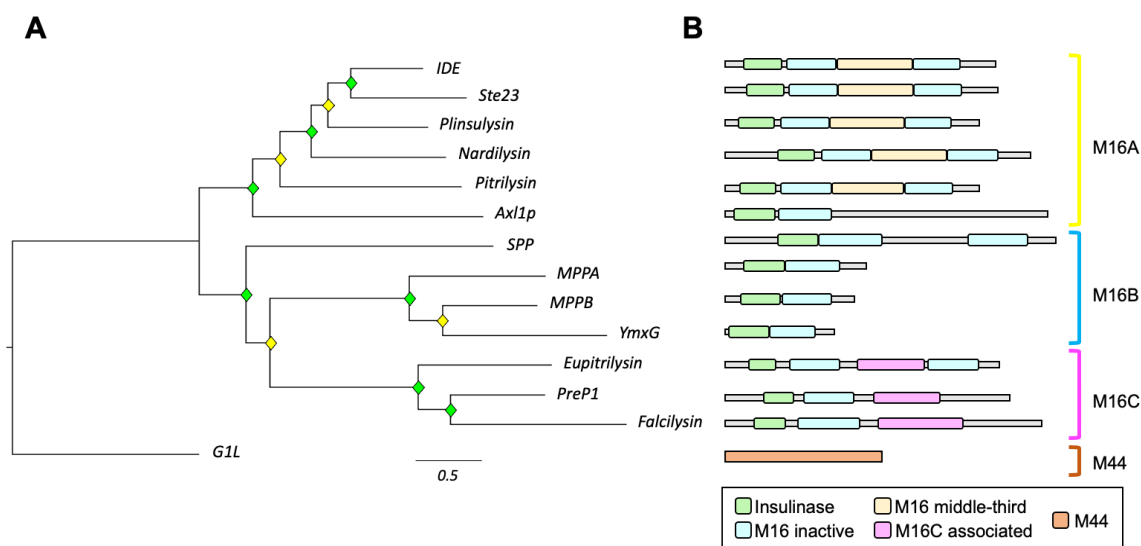 A
B
IDE
Ste23
Plinsulysin
Nardilysin
Pitrilysin
Axl1p
SPP
MPPA
MPPB
YmxG
Eupitrilysin
PreP1
Falcilysin
G1L
0.5
M16A
M16B
M16C
M44
Insulinase
M16 middle-third
M44
M16 inactive
M16C associated